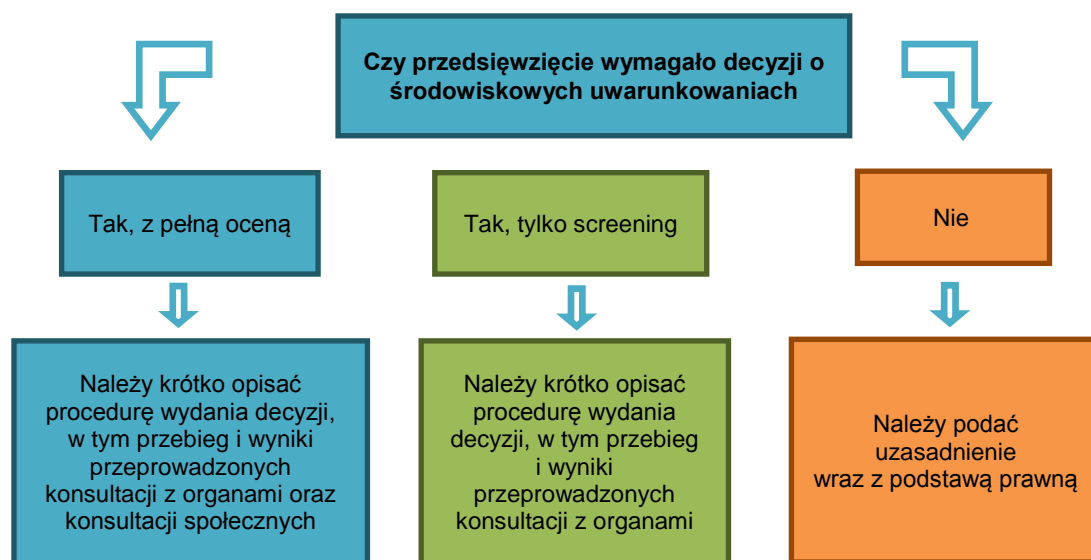 Czy przedsięwzięcie wymagało decyzji o
środowiskowych uwarunkowaniach
Tak, z pełną oceną
Tak, tylko screening
Nie
Należy krótko opisać
procedurę wydania decyzji,
w tym przebieg i wyniki
przeprowadzonych
konsultacji z organami oraz
konsultacji społecznych
Należy krótko opisać
procedurę wydania
decyzji, w tym przebieg
i wyniki
przeprowadzonych
konsultacji z organami
Należy podać
uzasadnienie
wraz z podstawą prawną